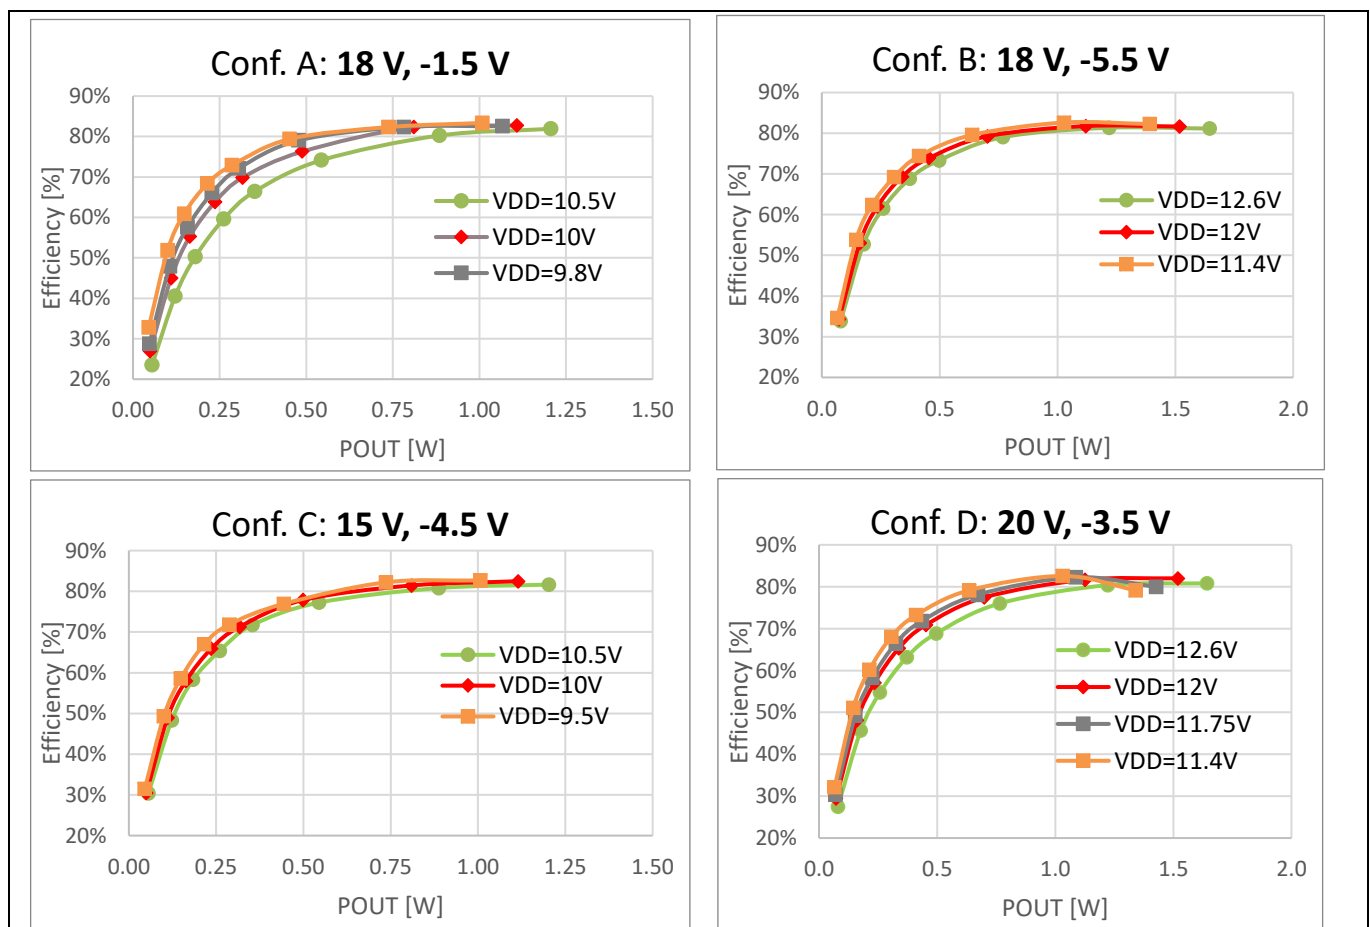 Conf. A: 18 V, -1.5 V
90%
80%
70%
60%
50%
40%
30%
20%
Efficiency [%]
VDD=10.5V
VDD=10V
VDD=9.8V
0.00 0.25 0.50 0.75 1.00 1.25 1.50
POUT [W]
Conf. B: 18 V, -5.5 V
90%
80%
70%
60%
50%
40%
30%
20%
Efficiency [%]
VDD=12.6V
VDD=12V
VDD=11.4V
0.0 0.5 1.0 1.5 2.0
POUT [W]
Conf. C: 15 V, -4.5 V
90%
80%
70%
60%
50%
40%
30%
20%
Efficiency [%]
VDD=10.5V
VDD=10V
VDD=9.5V
0.00 0.25 0.50 0.75 1.00 1.25 1.50
POUT [W]
Conf. D: 20 V, -3.5 V
90%
80%
70%
60%
50%
40%
30%
20%
Efficiency [%]
VDD=12.6V
VDD=12V
VDD=11.75V
VDD=11.4V
0.0 0.5 1.0 1.5 2.0
POUT [W]